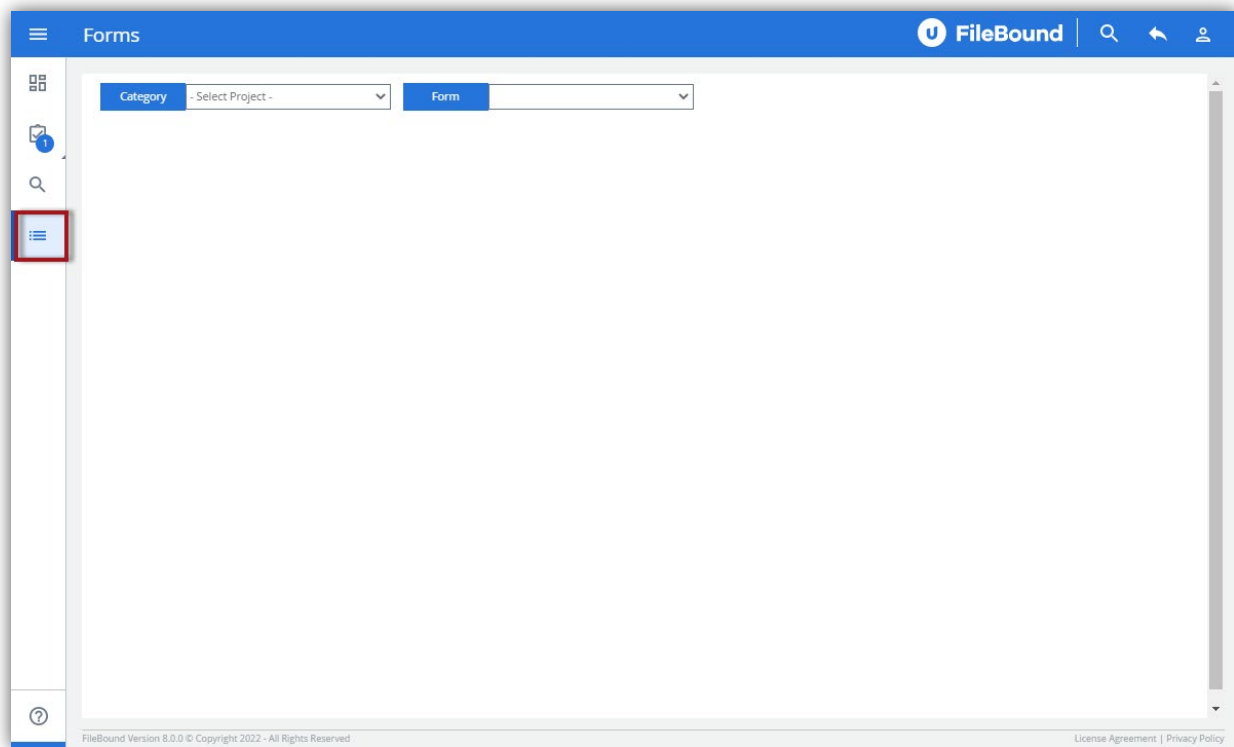 Forms
U FileBound
Category - Select Project - Form
1
FileBound Version 8.0.0 © Copyright 2022 - All Rights Reserved
License Agreement | Privacy Policy